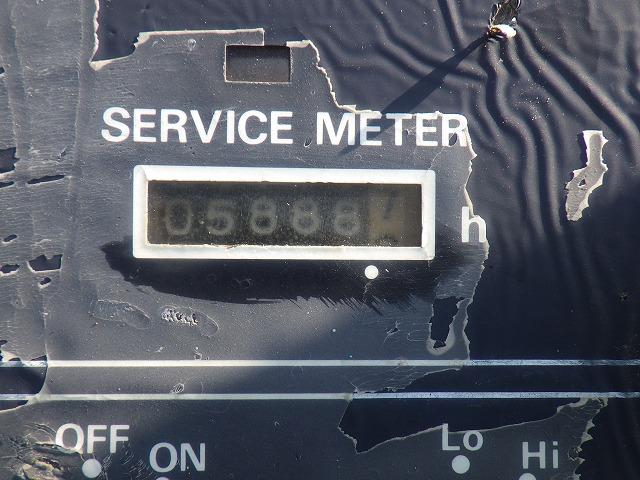 SERVICE METER
05888 h
OFF ON Lo Hi